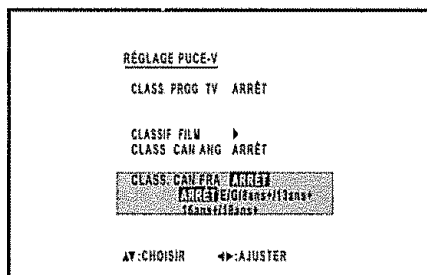 RÉGLAGE PUCE-V
CLASS. PROG TV ARRÊT
CLASSIF FILM ▶
CLASS CAN ANG ARRÊT
CLASS. CAN FRA ARRÊT
ARRÊT E/G/8ans+/13ans+
16ans+/18ans+
▲▼:CHOISIR ◀▶:AJUSTER